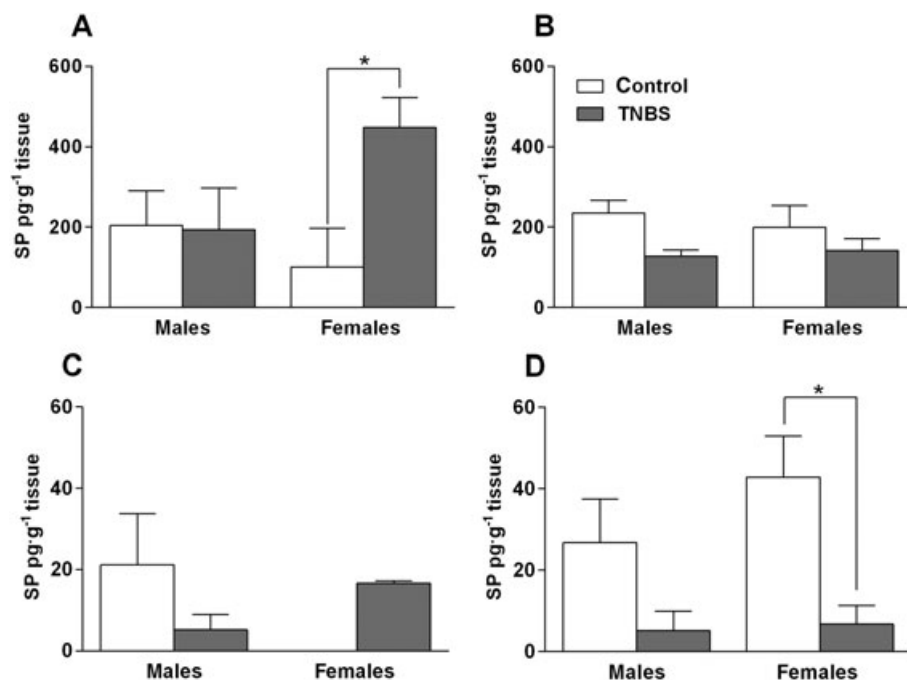 A
600
400
200
0
SP pg·g⁻¹ tissue
*
Males
Females
B
600
400
200
0
SP pg·g⁻¹ tissue
Control
TNBS
Males
Females
C
60
40
20
0
SP pg·g⁻¹ tissue
Males
Females
D
60
40
20
0
SP pg·g⁻¹ tissue
*
Males
Females